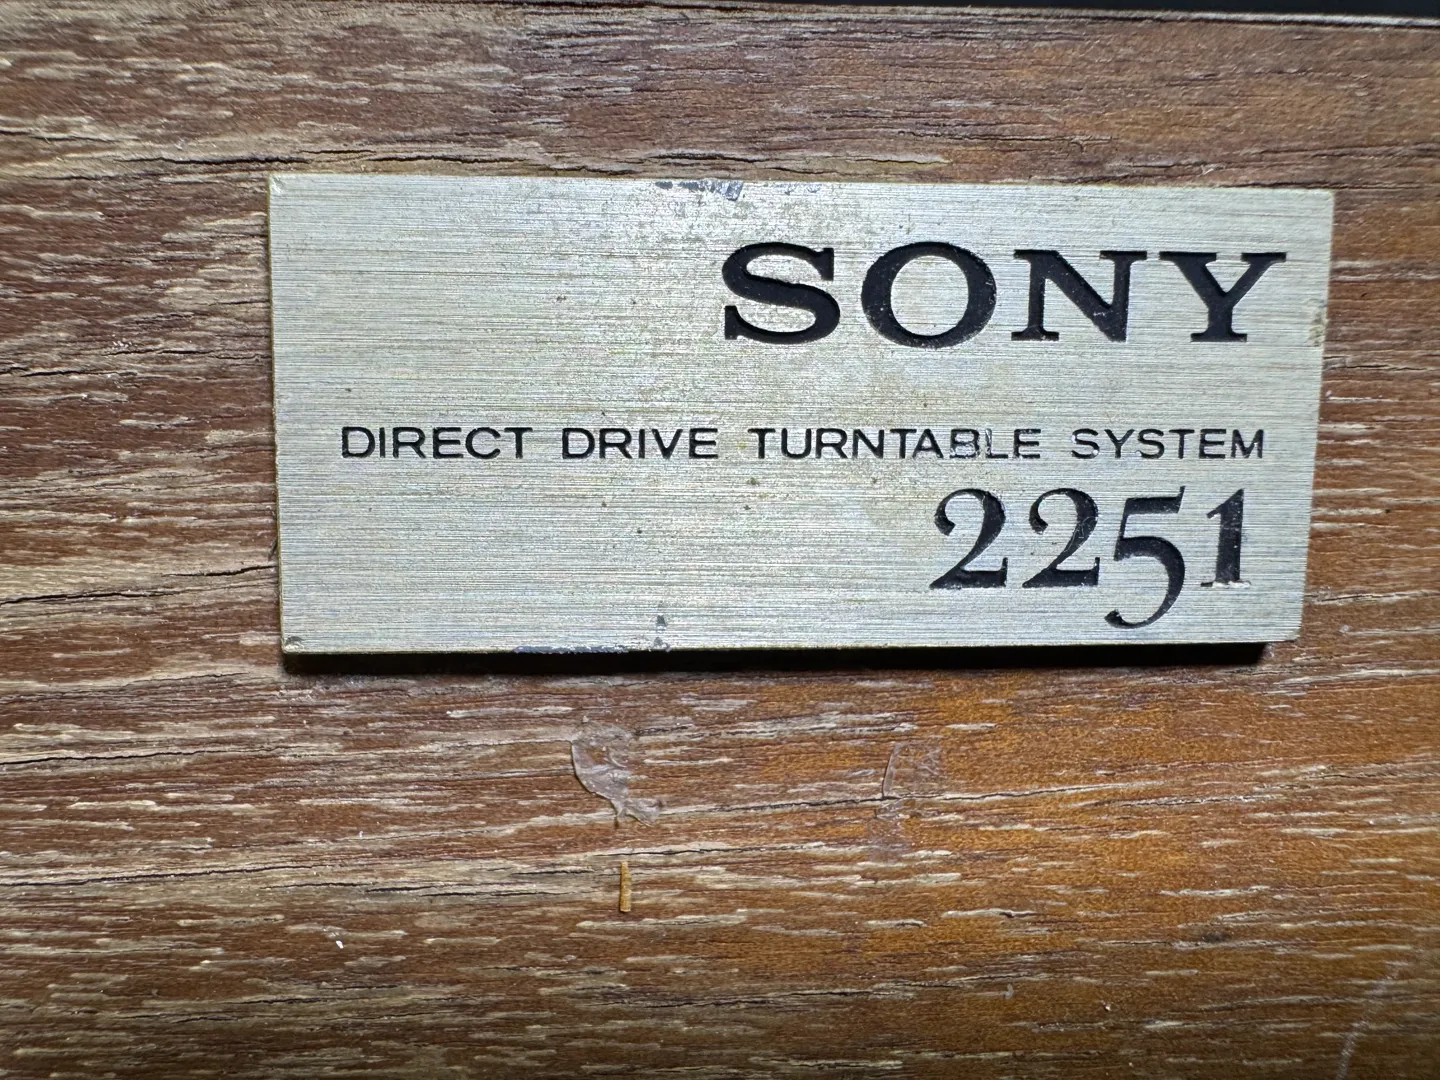 SONY
DIRECT DRIVE TURNTABLE SYSTEM
2251